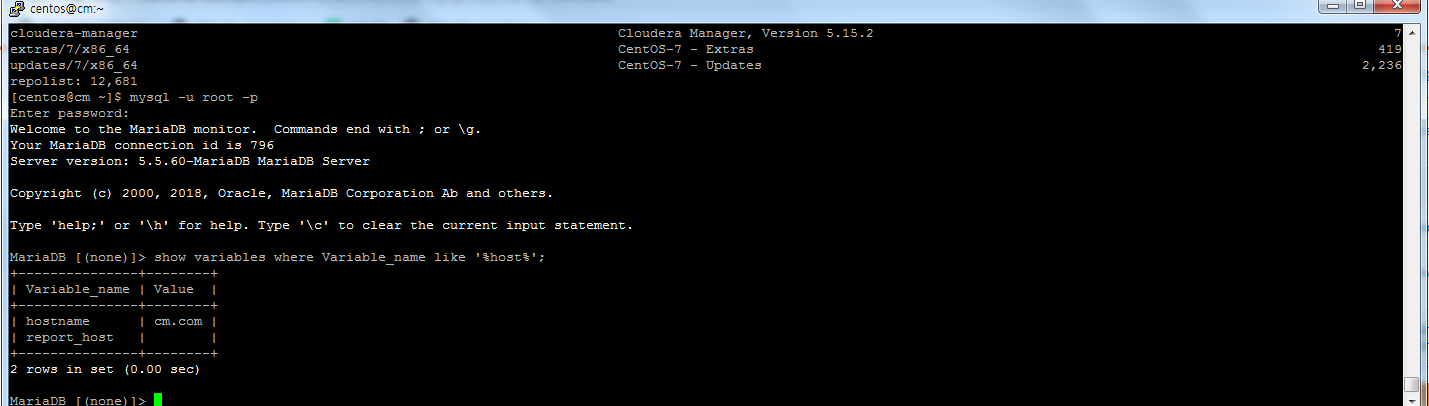 centos@cm:~
cloudera-manager Cloudera Manager, Version 5.15.2 7
extras/7/x86_64 CentOS-7 - Extras 419
updates/7/x86_64 CentOS-7 - Updates 2,236
repolist: 12,681
[centos@cm ~]$ mysql -u root -p
Enter password:
Welcome to the MariaDB monitor.  Commands end with ; or \g.
Your MariaDB connection id is 796
Server version: 5.5.60-MariaDB MariaDB Server
Copyright (c) 2000, 2018, Oracle, MariaDB Corporation Ab and others.
Type 'help;' or '\h' for help. Type '\c' to clear the current input statement.
MariaDB [(none)]> show variables where Variable_name like '%host%';
+---------------+--------+
| Variable_name | Value  |
+---------------+--------+
| hostname      | cm.com |
| report_host   |        |
+---------------+--------+
2 rows in set (0.00 sec)
MariaDB [(none)]>